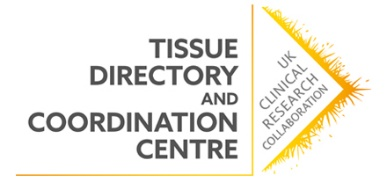 TISSUE
DIRECTORY
AND
COORDINATION
CENTRE
UK
CLINICAL
RESEARCH
COLLABORATION